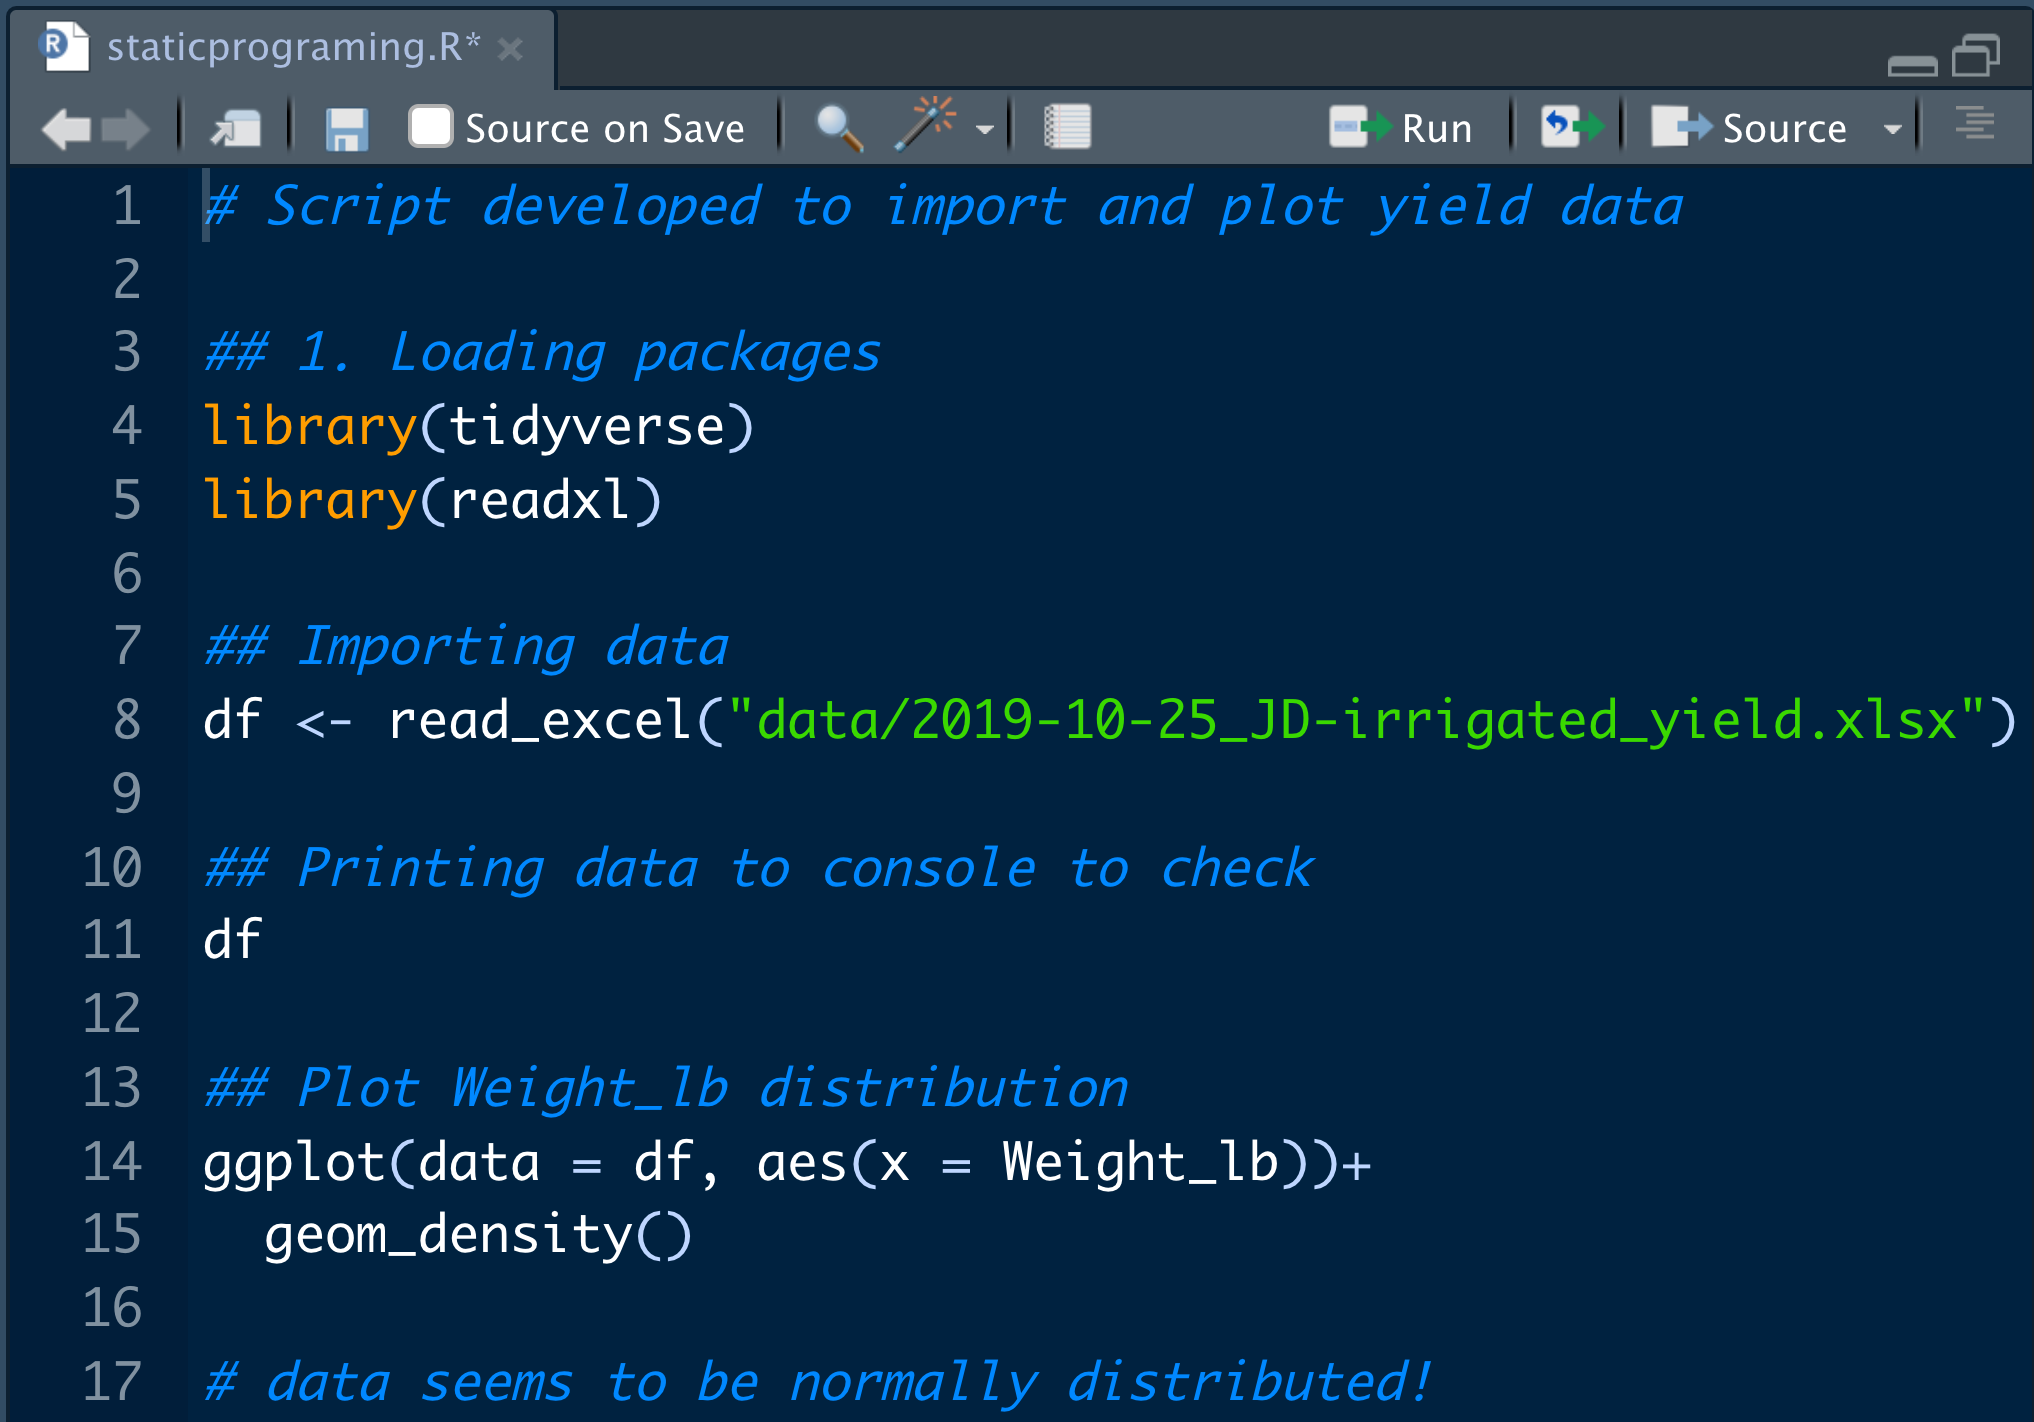 staticprograming.R*
Source on Save Run Source
1 # Script developed to import and plot yield data
2
3 ## 1. Loading packages
4 library(tidyverse)
5 library(readxl)
6
7 ## Importing data
8 df <- read_excel("data/2019-10-25_JD-irrigated_yield.xlsx")
9
10 ## Printing data to console to check
11 df
12
13 ## Plot Weight_lb distribution
14 ggplot(data = df, aes(x = Weight_lb))+
15   geom_density()
16
17 # data seems to be normally distributed!